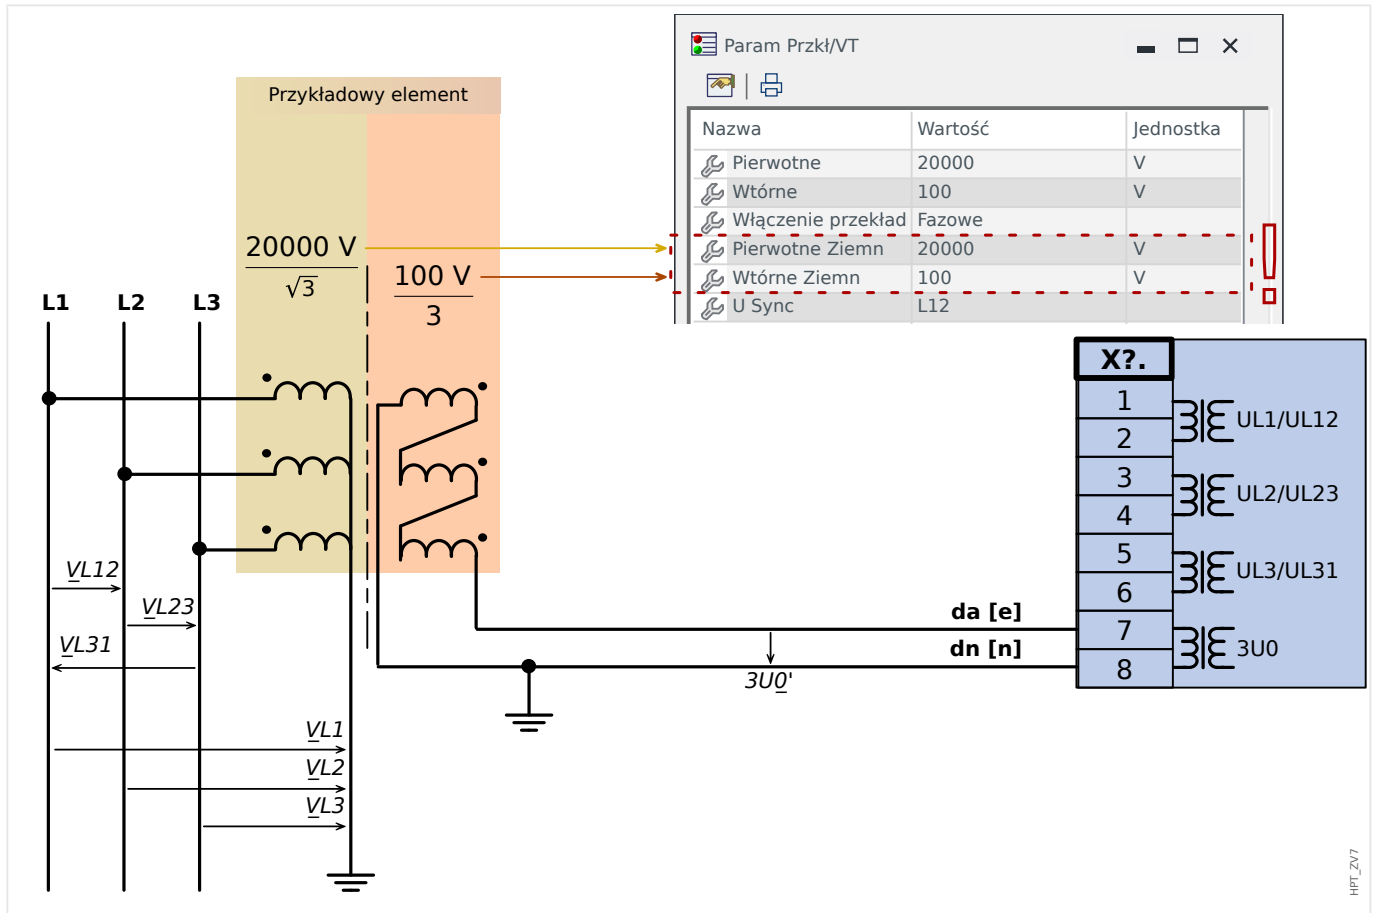 Param Przkł/VT
Nazwa Wartość Jednostka
Pierwotne 20000 V
Wtórne 100 V
Włączenie przekład Fazowe
Pierwotne Ziemn 20000 V
Wtórne Ziemn 100 V
U Sync L12
Przykładowy element
20000 V
√3
100 V
3
L1 L2 L3
VL12
VL23
VL31
VL1
VL2
VL3
da [e]
dn [n]
3U0'
X?.
1
2
3
4
5
6
7
8
UL1/UL12
UL2/UL23
UL3/UL31
3U0
HPT_ZV7